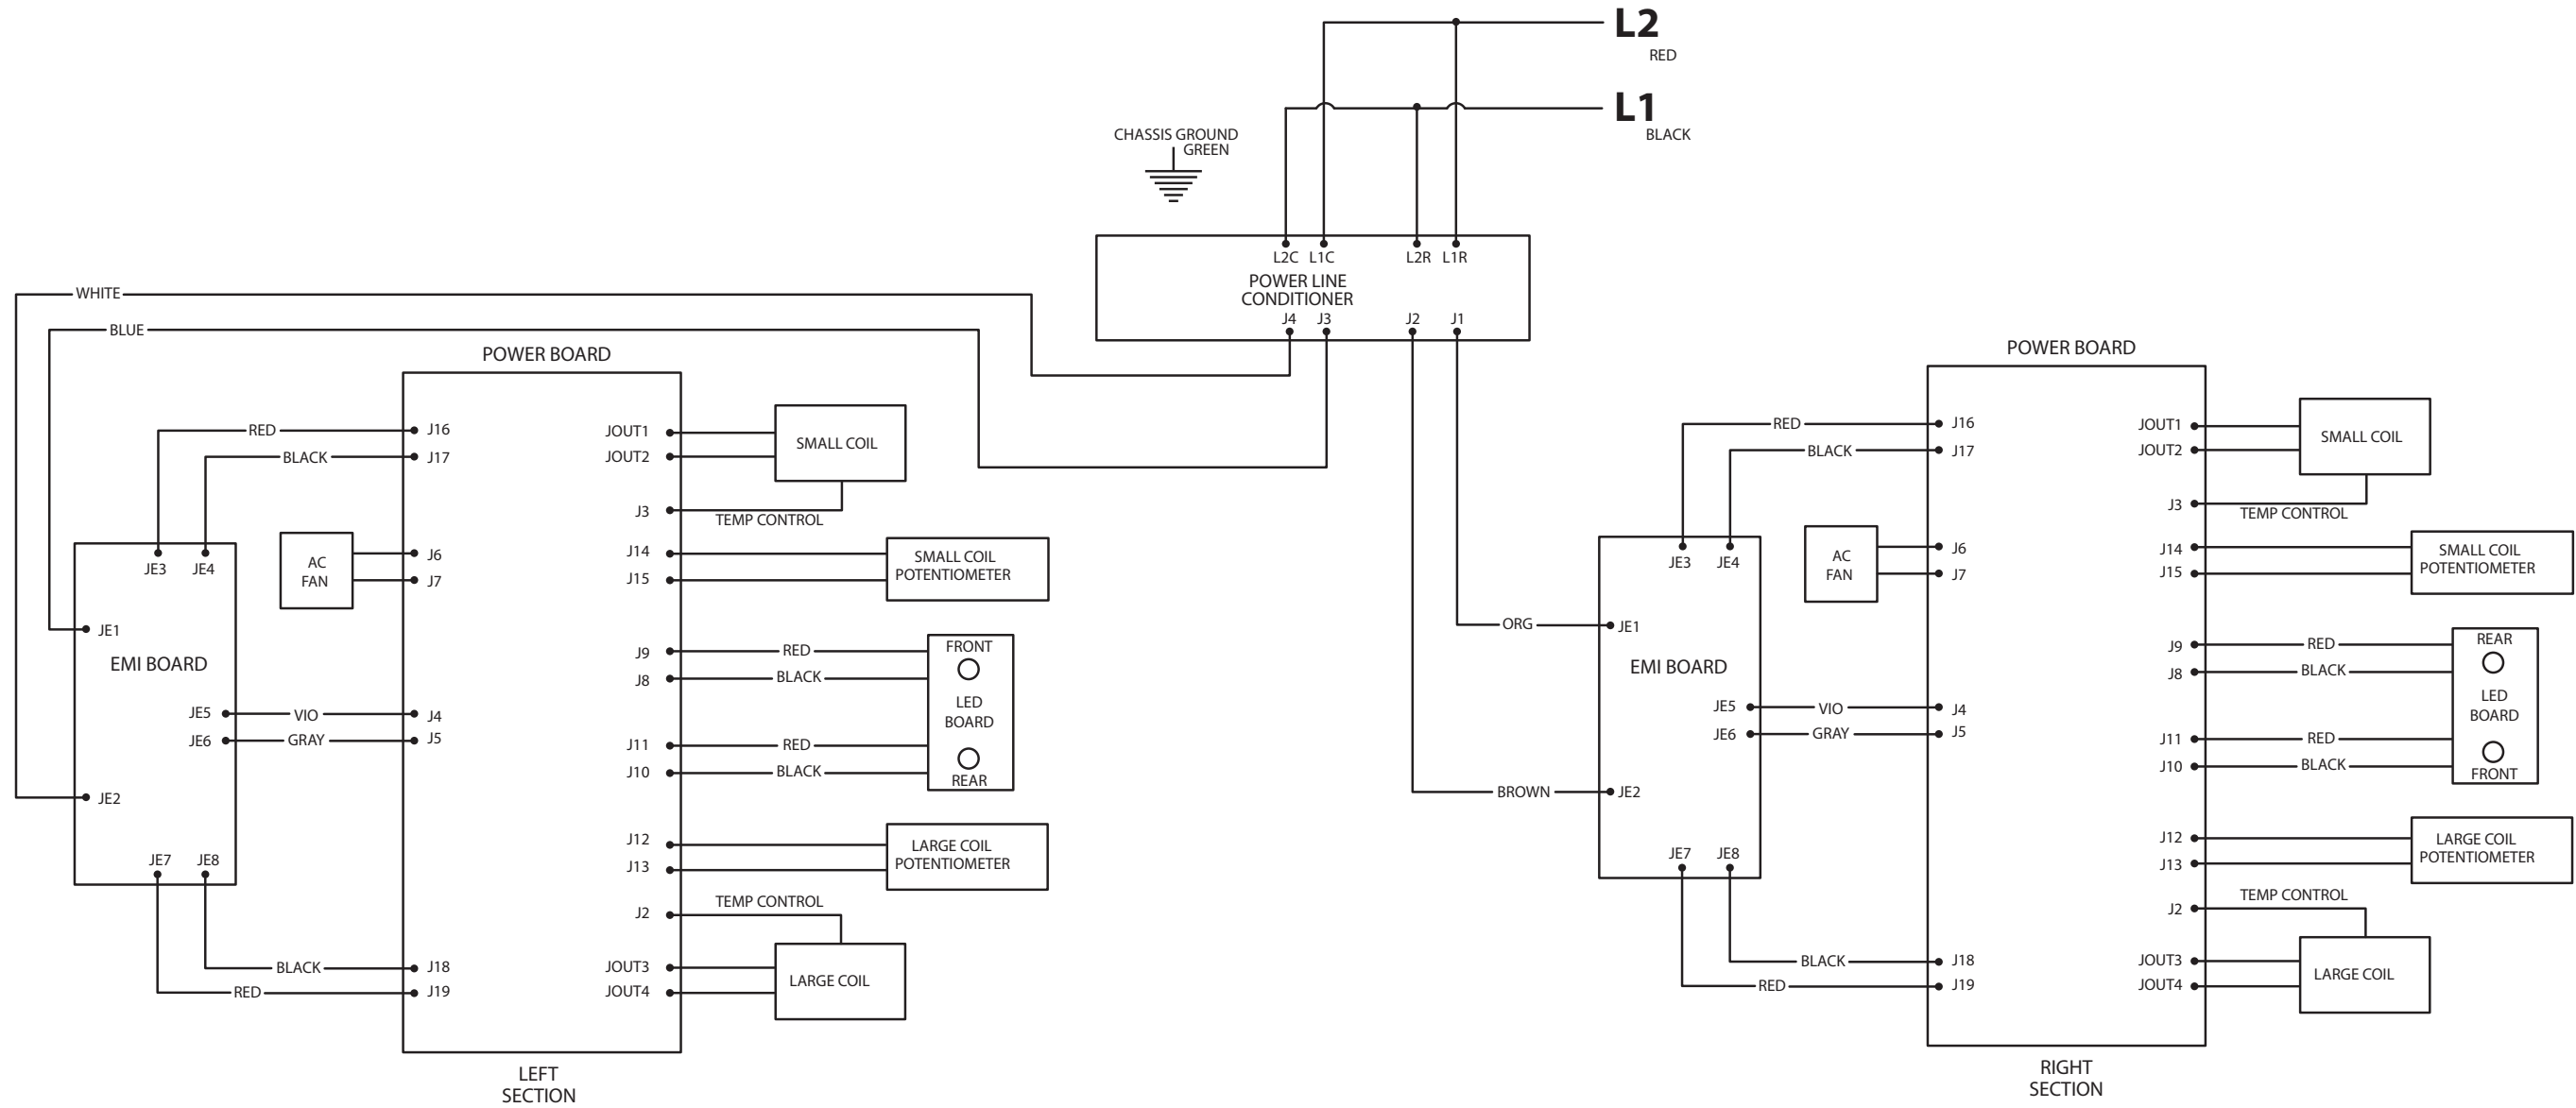 L2
RED
L1
BLACK
CHASSIS GROUND
GREEN
L2C L1C L2R L1R
POWER LINE
CONDITIONER
J4 J3 J2 J1
WHITE
BLUE
POWER BOARD
RED
BLACK
J16
J17
JOUT1
JOUT2
SMALL COIL
J3
TEMP CONTROL
JE3 JE4
AC
FAN
J6
J7
J14
J15
SMALL COIL
POTENTIOMETER
JE1
EMI BOARD
J9
J8
RED
BLACK
FRONT
LED
BOARD
REAR
JE5
JE6
VIO
GRAY
J4
J5
J11
J10
RED
BLACK
JE2
J12
J13
LARGE COIL
POTENTIOMETER
JE7 JE8
J2
TEMP CONTROL
BLACK
RED
J18
J19
JOUT3
JOUT4
LARGE COIL
LEFT
SECTION
POWER BOARD
RED
BLACK
J16
J17
JOUT1
JOUT2
SMALL COIL
J3
TEMP CONTROL
JE3 JE4
AC
FAN
J6
J7
J14
J15
SMALL COIL
POTENTIOMETER
ORG
JE1
EMI BOARD
J9
J8
RED
BLACK
REAR
LED
BOARD
FRONT
JE5
JE6
VIO
GRAY
J4
J5
J11
J10
RED
BLACK
BROWN
JE2
J12
J13
LARGE COIL
POTENTIOMETER
JE7 JE8
J2
TEMP CONTROL
BLACK
RED
J18
J19
JOUT3
JOUT4
LARGE COIL
RIGHT
SECTION